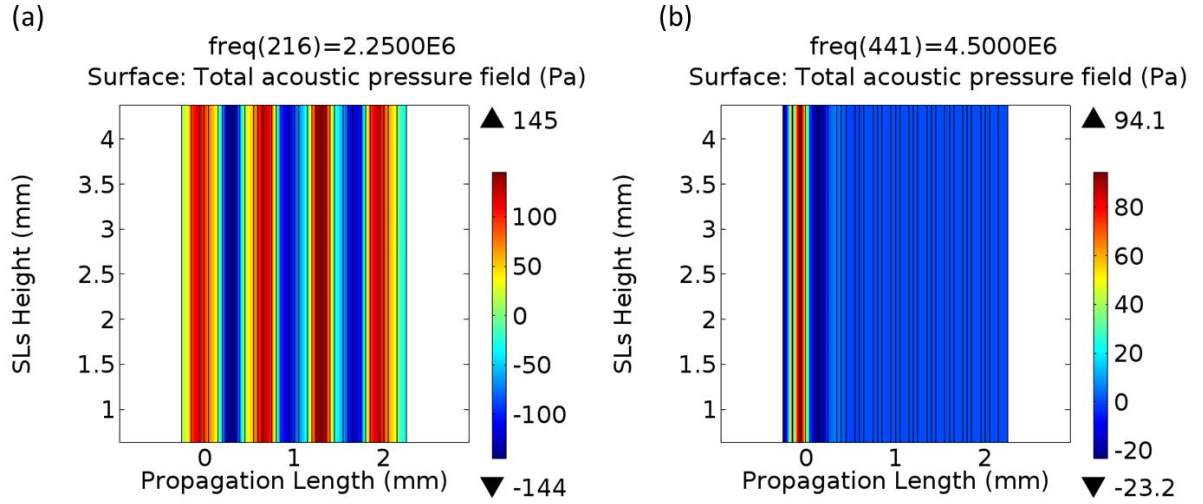 (a)
freq(216)=2.2500E6
Surface: Total acoustic pressure field (Pa)
145
4
3.5
3
2.5
2
1.5
1
SLs Height (mm)
100
50
0
-50
-100
0 1 2
Propagation Length (mm)
-144
(b)
freq(441)=4.5000E6
Surface: Total acoustic pressure field (Pa)
94.1
4
3.5
3
2.5
2
1.5
1
SLs Height (mm)
80
60
40
20
0
-20
0 1 2
Propagation Length (mm)
-23.2